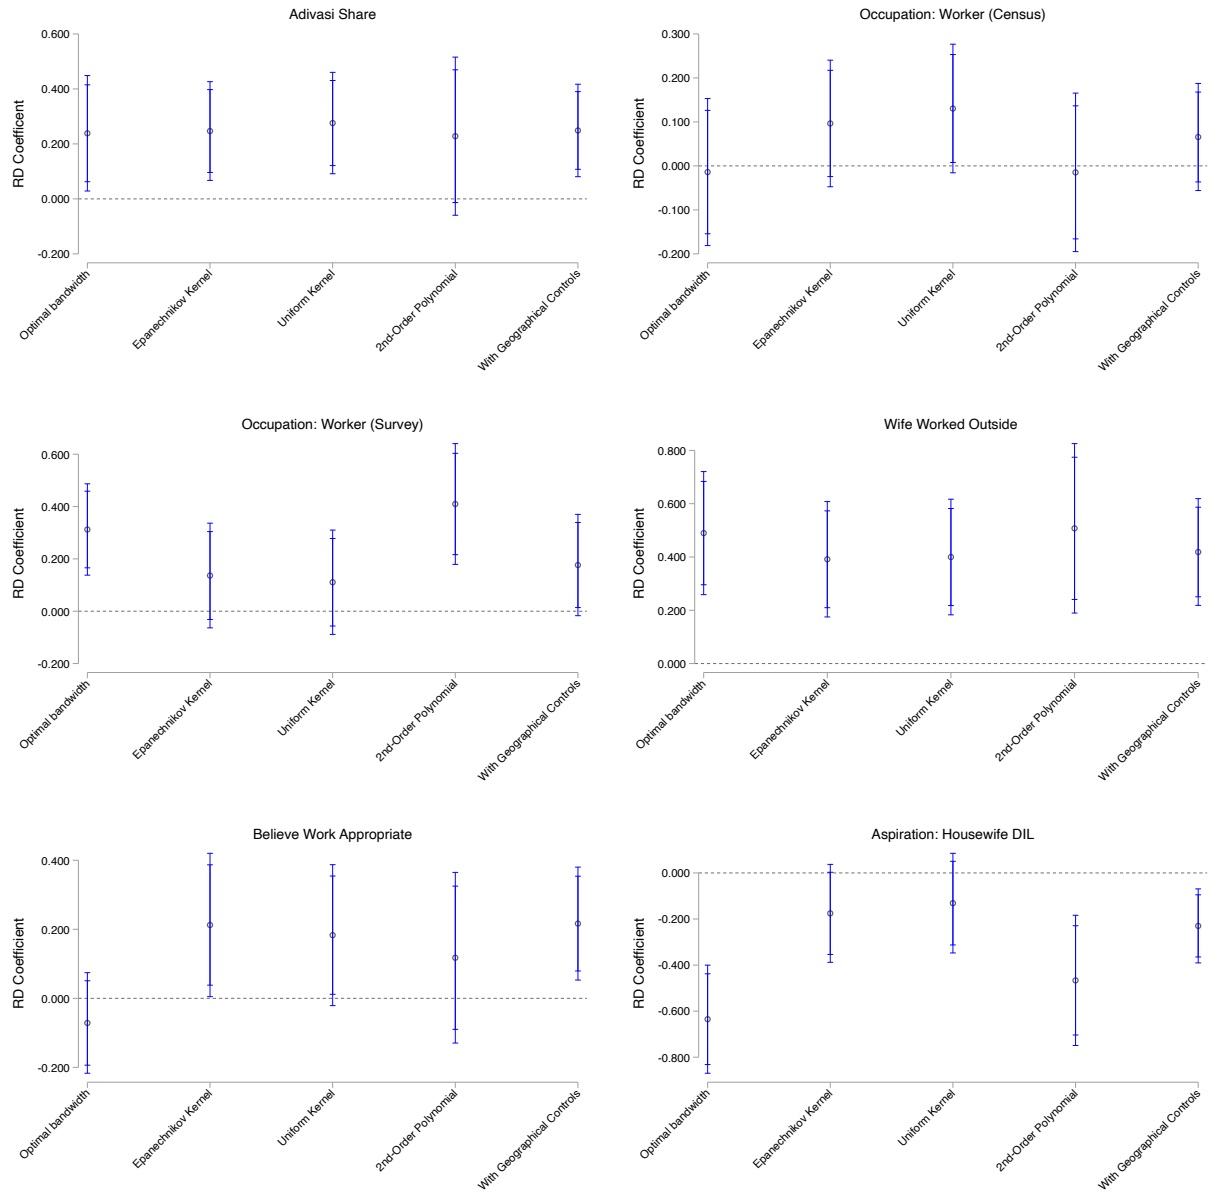 Adivasi Share
RD Coefficient
0.600
0.400
0.200
0.000
-0.200
Optimal bandwidth
Epanechnikov Kernel
Uniform Kernel
2nd-Order Polynomial
With Geographical Controls
Occupation: Worker (Census)
RD Coefficient
0.300
0.200
0.100
0.000
-0.100
-0.200
Optimal bandwidth
Epanechnikov Kernel
Uniform Kernel
2nd-Order Polynomial
With Geographical Controls
Occupation: Worker (Survey)
RD Coefficient
0.600
0.400
0.200
0.000
-0.200
Optimal bandwidth
Epanechnikov Kernel
Uniform Kernel
2nd-Order Polynomial
With Geographical Controls
Wife Worked Outside
RD Coefficient
0.800
0.600
0.400
0.200
0.000
Optimal bandwidth
Epanechnikov Kernel
Uniform Kernel
2nd-Order Polynomial
With Geographical Controls
Believe Work Appropriate
RD Coefficient
0.400
0.200
0.000
-0.200
Optimal bandwidth
Epanechnikov Kernel
Uniform Kernel
2nd-Order Polynomial
With Geographical Controls
Aspiration: Housewife DIL
RD Coefficient
0.000
-0.200
-0.400
-0.600
-0.800
Optimal bandwidth
Epanechnikov Kernel
Uniform Kernel
2nd-Order Polynomial
With Geographical Controls